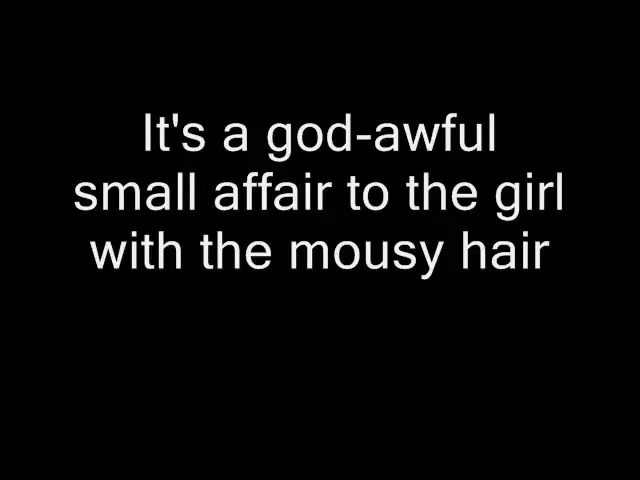 It's a god-awful
small affair to the girl
with the mousy hair